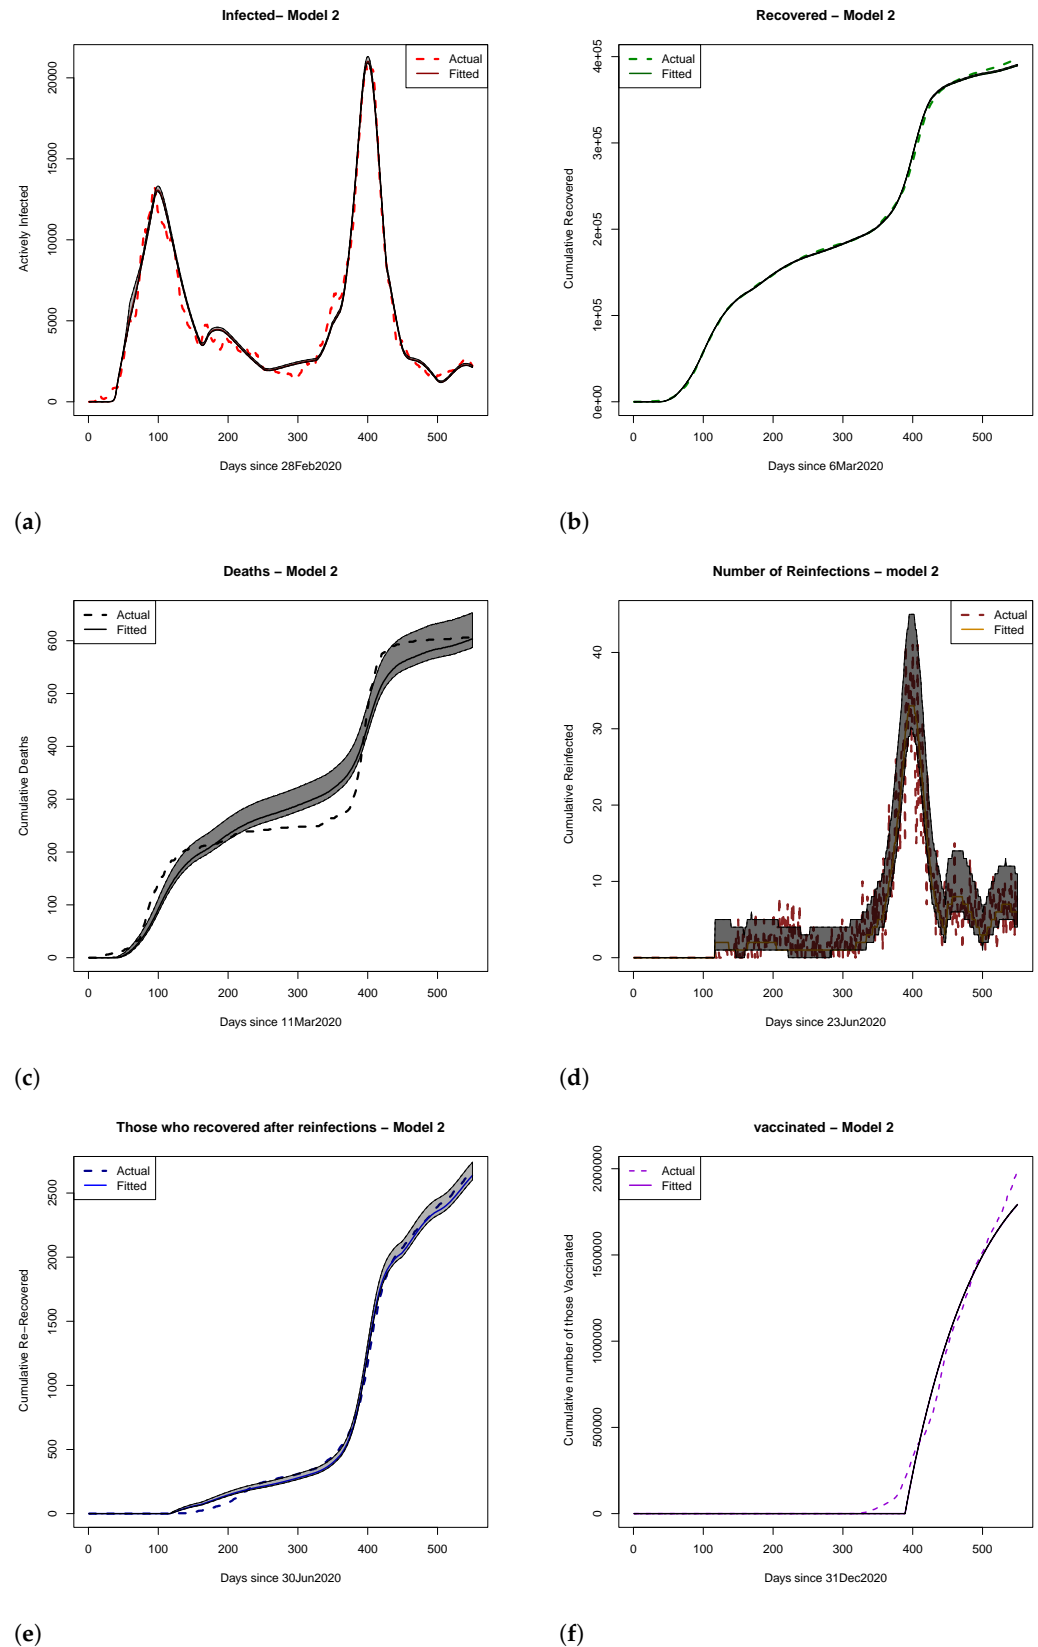 Infected– Model 2
Actively Infected
0 5000 10000 15000 20000
Actual
Fitted
0 100 200 300 400 500
Days since 28Feb2020
(a)
Recovered – Model 2
Cumulative Recovered
0e+00 1e+05 2e+05 3e+05 4e+05
Actual
Fitted
0 100 200 300 400 500
Days since 6Mar2020
(b)
Deaths – Model 2
Cumulative Deaths
0 100 200 300 400 500 600
Actual
Fitted
0 100 200 300 400 500
Days since 11Mar2020
(c)
Number of Reinfections – model 2
Cumulative Reinfected
0 10 20 30 40
Actual
Fitted
0 100 200 300 400 500
Days since 23Jun2020
(d)
Those who recovered after reinfections – Model 2
Cumulative Re–Recovered
0 500 1000 1500 2000 2500
Actual
Fitted
0 100 200 300 400 500
Days since 30Jun2020
(e)
vaccinated – Model 2
Cumulative number of those Vaccinated
0 500000 1000000 1500000 2000000
Actual
Fitted
0 100 200 300 400 500
Days since 31Dec2020
(f)